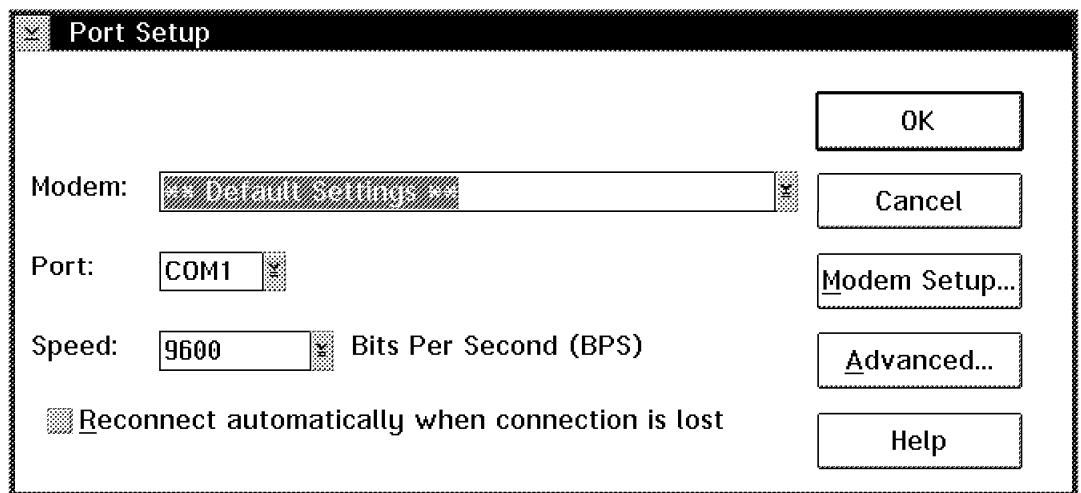 Port Setup
OK
Modem: ** Default Settings **
Cancel
Port: COM1
Modem Setup...
Speed: 9600 Bits Per Second (BPS)
Advanced...
Reconnect automatically when connection is lost
Help